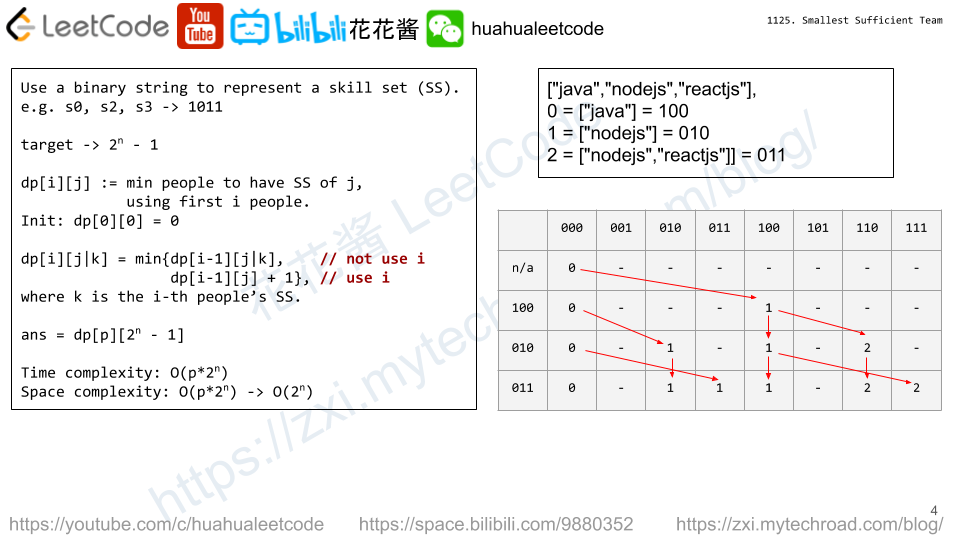 LeetCode You Tube bilibili 花花酱 huahualeetcode
1125. Smallest Sufficient Team
Use a binary string to represent a skill set (SS).
e.g. s0, s2, s3 -> 1011
target -> 2ⁿ - 1
dp[i][j] := min people to have SS of j,
using first i people.
Init: dp[0][0] = 0
dp[i][j|k] = min{dp[i-1][j|k], // not use i
dp[i-1][j] + 1}, // use i
where k is the i-th people’s SS.
ans = dp[p][2ⁿ - 1]
Time complexity: O(p*2ⁿ)
Space complexity: O(p*2ⁿ) -> O(2ⁿ)
["java","nodejs","reactjs"],
0 = ["java"] = 100
1 = ["nodejs"] = 010
2 = ["nodejs","reactjs"]] = 011
000 001 010 011 100 101 110 111
n/a 0 - - - - - - -
100 0 - - - 1 - - -
010 0 - 1 - 1 - 2 -
011 0 - 1 1 1 - 2 2
花花酱 LeetCode
https://zxi.mytechroad.com/blog/
4
https://youtube.com/c/huahualeetcode https://space.bilibili.com/9880352 https://zxi.mytechroad.com/blog/